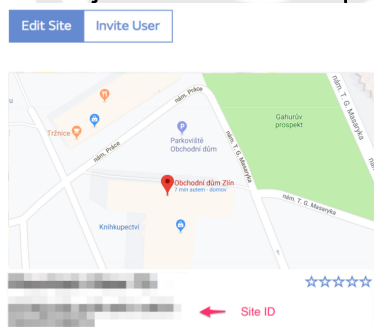 Edit Site
Invite User
nám. Práce
nám. T. G. Masaryka
Gahurův
prospekt
Tržnice
Parkoviště
Obchodní dům
nám. T. G. Masaryka
nám. Práce
Obchodní dům Zlín
7 min autem - domov
nám. T. G. Masaryka
Knihkupectví
Site ID